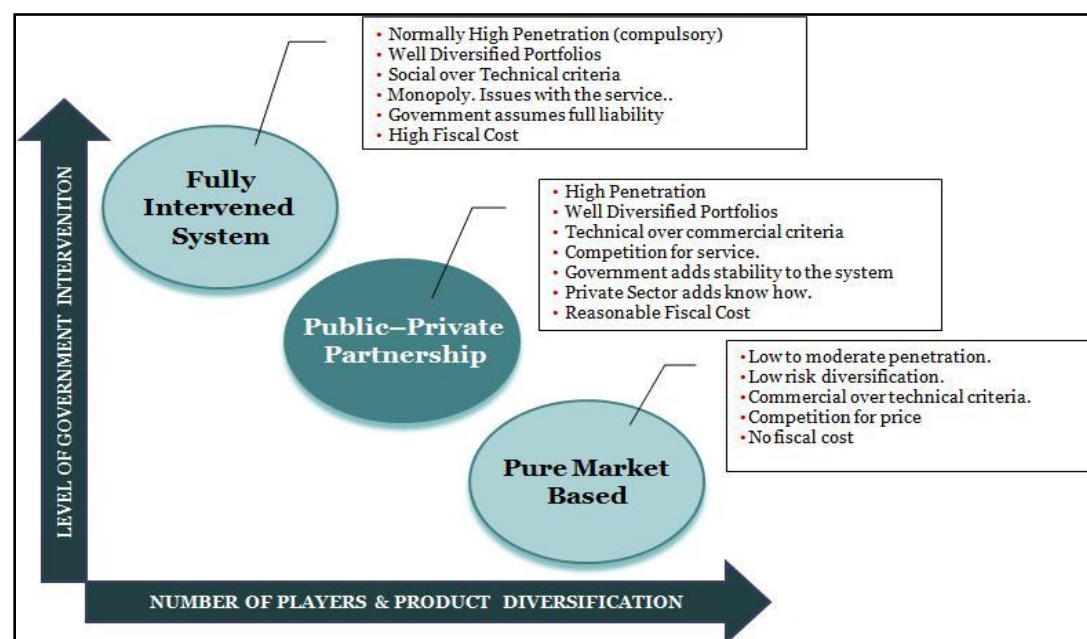 • Normally High Penetration (compulsory)
• Well Diversified Portfolios
• Social over Technical criteria
• Monopoly. Issues with the service..
• Government assumes full liability
• High Fiscal Cost
Fully
Intervened
System
• High Penetration
• Well Diversified Portfolios
• Technical over commercial criteria
• Competition for service.
• Government adds stability to the system
• Private Sector adds know how.
• Reasonable Fiscal Cost
Public–Private
Partnership
• Low to moderate penetration.
• Low risk diversification.
• Commercial over technical criteria.
• Competition for price
• No fiscal cost
Pure Market
Based
LEVEL OF GOVERNMENT INTERVENITON
NUMBER OF PLAYERS & PRODUCT DIVERSIFICATION